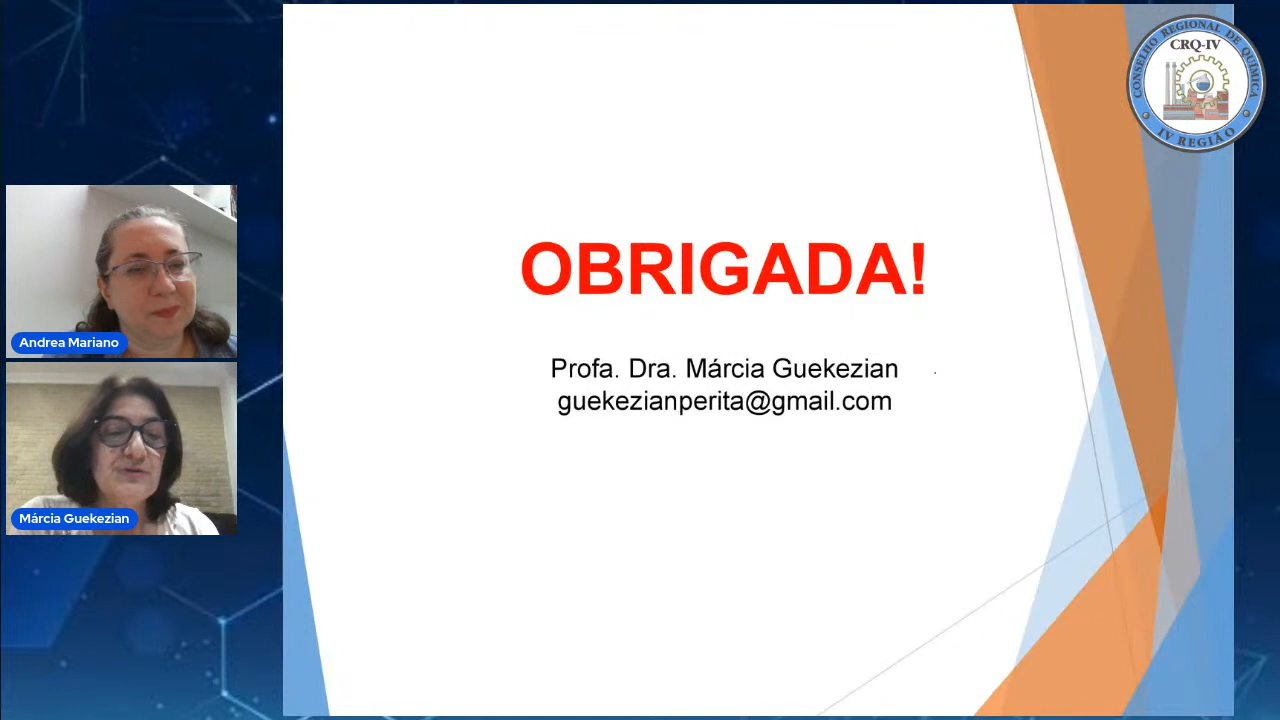 CONSELHO REGIONAL DE QUÍMICA
CRQ-IV
IV REGIÃO
OBRIGADA!
Profa. Dra. Márcia Guekezian
guekezianperita@gmail.com
Andrea Mariano
Márcia Guekezian